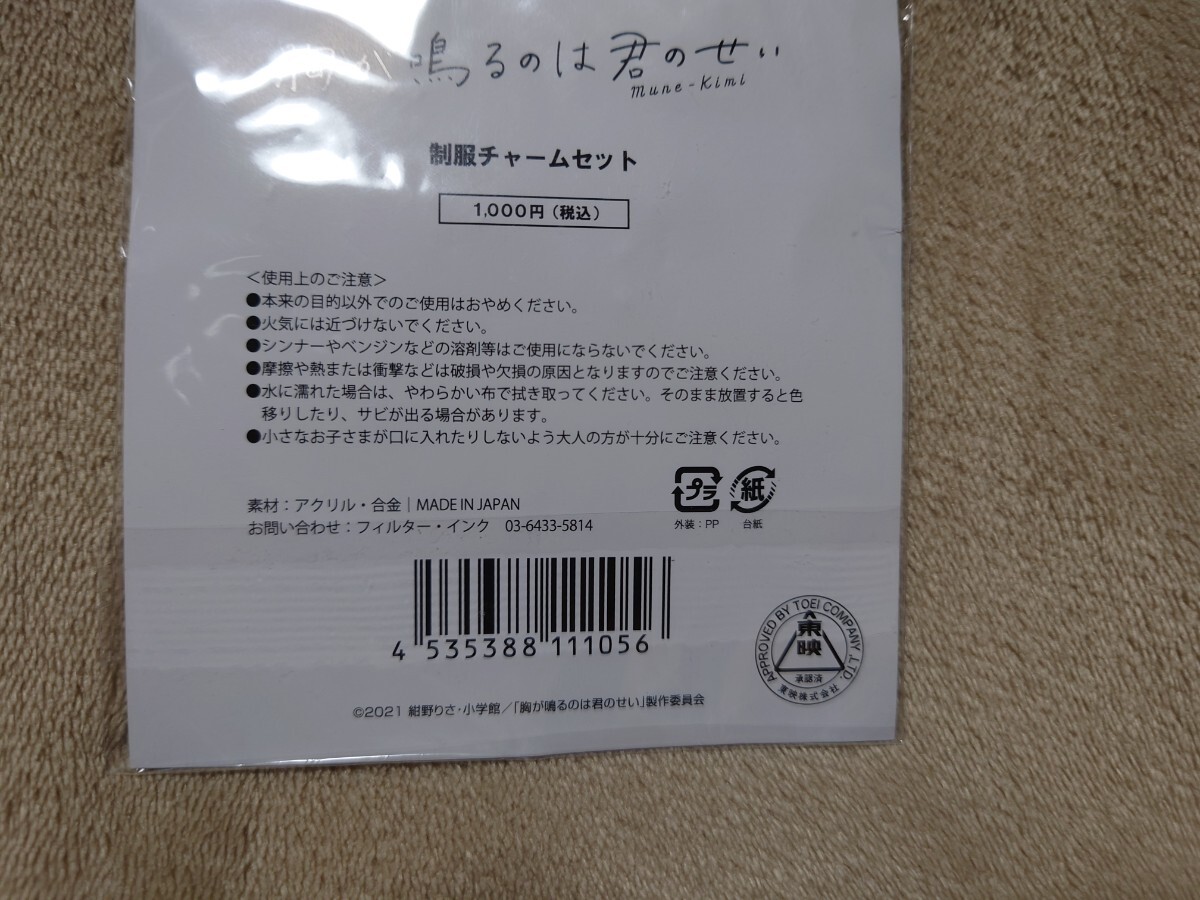 胸が鳴るのは君のせい
mune-kimi
制服チャームセット
1,000円（税込）
＜使用上のご注意＞
●本来の目的以外でのご使用はおやめください。
●火気には近づけないでください。
●シンナーやベンジンなどの溶剤等はご使用にならないでください。
●摩擦や熱または衝撃などは破損や欠損の原因となりますのでご注意ください。
●水に濡れた場合は、やわらかい布で拭き取ってください。そのまま放置すると色
移りしたり、サビが出る場合があります。
●小さなお子さまが口に入れたりしないよう大人の方が十分にご注意ください。
プラ
紙
外装：PP
台紙
素材：アクリル・合金｜MADE IN JAPAN
お問い合わせ：フィルター・インク 03-6433-5814
4 535388 111056
APPROVED BY TOEI COMPANY ,LTD.
東映
承認済
東映株式会社
©2021 紺野りさ・小学館／「胸が鳴るのは君のせい」製作委員会